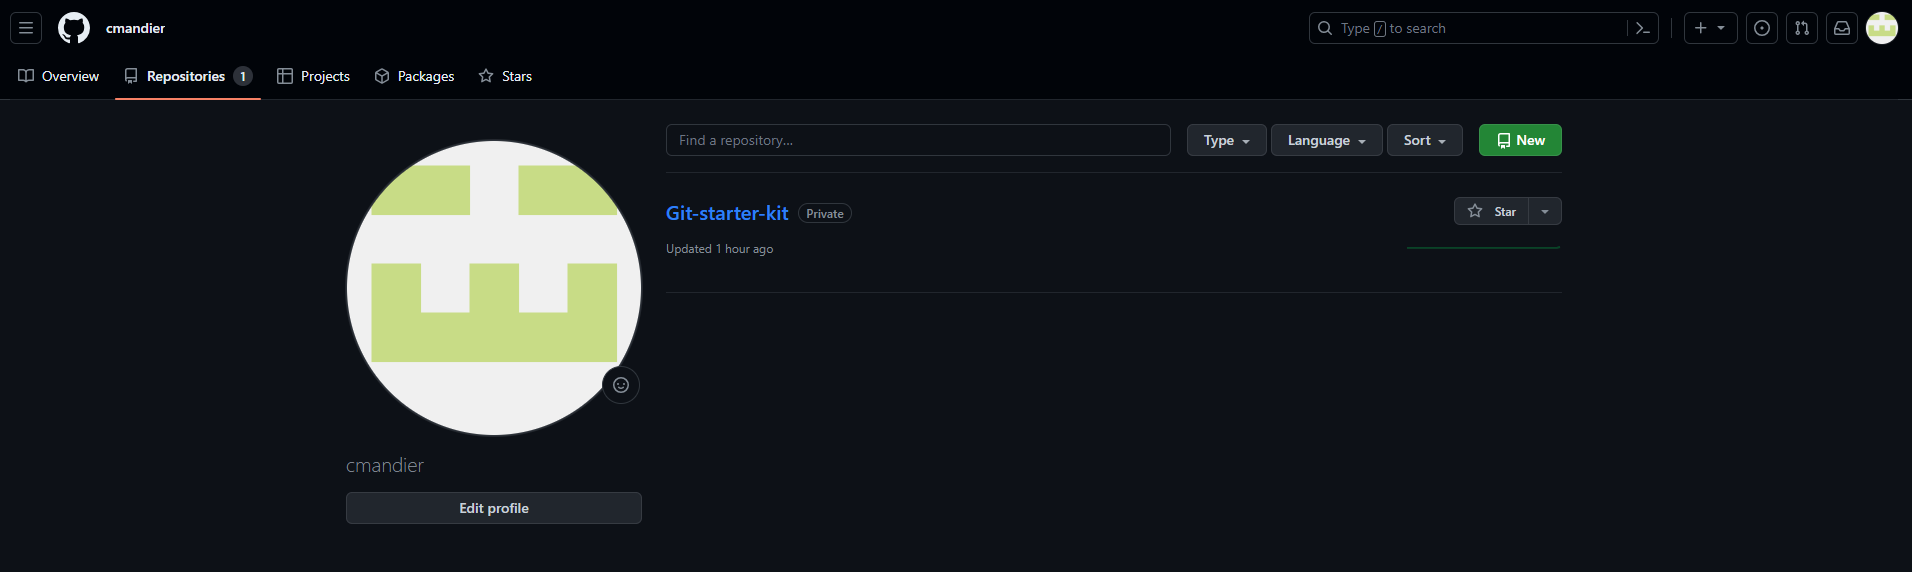 cmandier
Type / to search
Overview Repositories 1 Projects Packages Stars
Find a repository... Type Language Sort New
Git-starter-kit Private Star
Updated 1 hour ago
cmandier
Edit profile